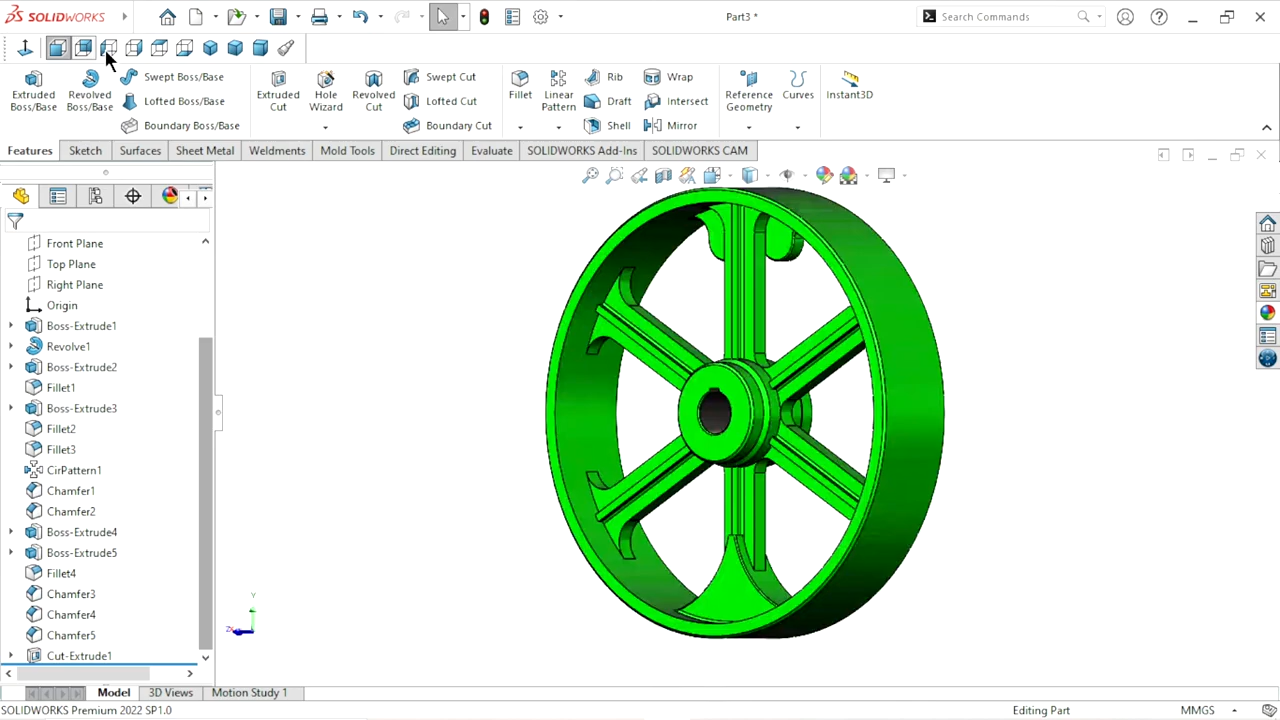 SOLIDWORKS
Part3 *
Search Commands
Extruded Boss/Base
Revolved Boss/Base
Swept Boss/Base
Lofted Boss/Base
Boundary Boss/Base
Extruded Cut
Hole Wizard
Revolved Cut
Swept Cut
Lofted Cut
Boundary Cut
Fillet
Linear Pattern
Rib
Draft
Shell
Wrap
Intersect
Mirror
Reference Geometry
Curves
Instant3D
Features Sketch Surfaces Sheet Metal Weldments Mold Tools Direct Editing Evaluate SOLIDWORKS Add-Ins SOLIDWORKS CAM
Front Plane
Top Plane
Right Plane
Origin
Boss-Extrude1
Revolve1
Boss-Extrude2
Fillet1
Boss-Extrude3
Fillet2
Fillet3
CirPattern1
Chamfer1
Chamfer2
Boss-Extrude4
Boss-Extrude5
Fillet4
Chamfer3
Chamfer4
Chamfer5
Cut-Extrude1
Y
Model 3D Views Motion Study 1
SOLIDWORKS Premium 2022 SP1.0
Editing Part
MMGS